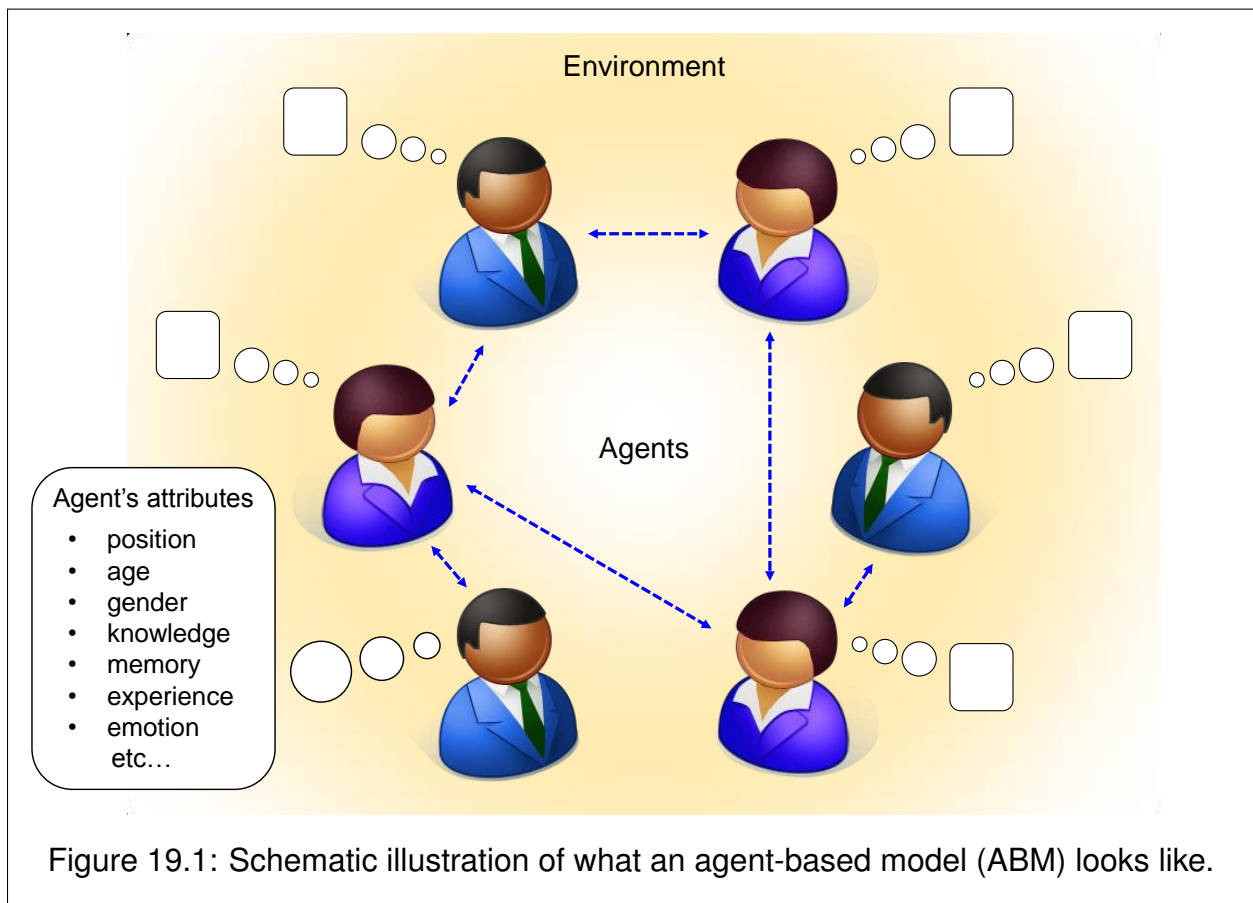 Environment
Agents
Agent's attributes
• position
• age
• gender
• knowledge
• memory
• experience
• emotion
etc…
Figure 19.1: Schematic illustration of what an agent-based model (ABM) looks like.